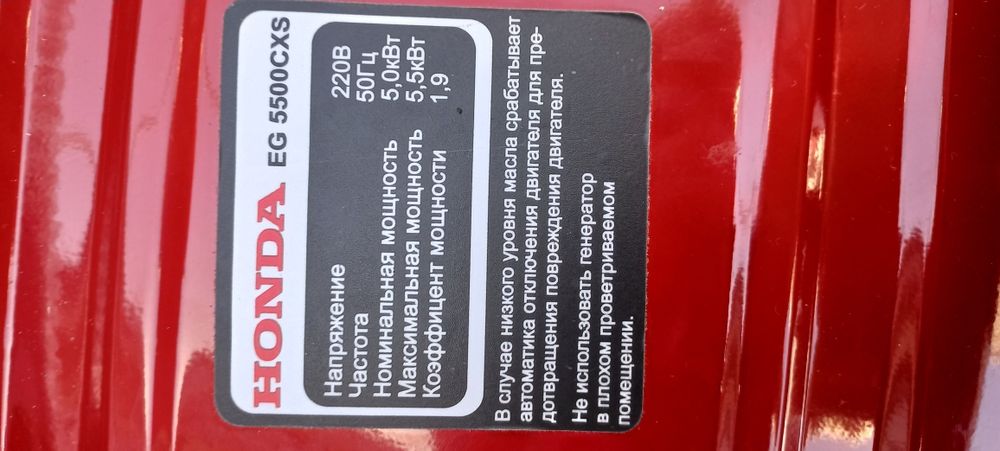 HONDA EG 5500CXS
Напряжение 220В
Частота 50Гц
Номинальная мощность 5,0кВт
Максимальная мощность 5,5кВт
Коэффицент мощности 1,9
В случае низкого уровня масла срабатывает
автоматика отключения двигателя для пре-
дотвращения повреждения двигателя.
Не использовать генератор
в плохом проветриваемом
помещении.